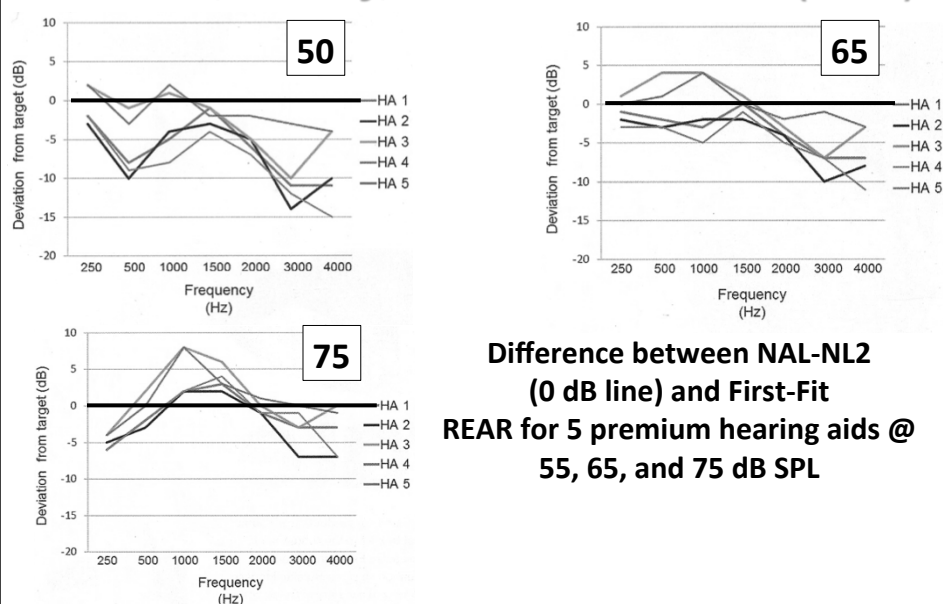 50
10
5
0
-5
-10
-15
-20
Deviation from target (dB)
250 500 1000 1500 2000 3000 4000
Frequency
(Hz)
HA 1
HA 2
HA 3
HA 4
HA 5
65
10
5
0
-5
-10
-15
-20
Deviation from target (dB)
250 500 1000 1500 2000 3000 4000
Frequency
(Hz)
HA 1
HA 2
HA 3
HA 4
HA 5
75
10
5
0
-5
-10
-15
-20
Deviation from target (dB)
250 500 1000 1500 2000 3000 4000
Frequency
(Hz)
HA 1
HA 2
HA 3
HA 4
HA 5
Difference between NAL-NL2
(0 dB line) and First-Fit
REAR for 5 premium hearing aids @
55, 65, and 75 dB SPL